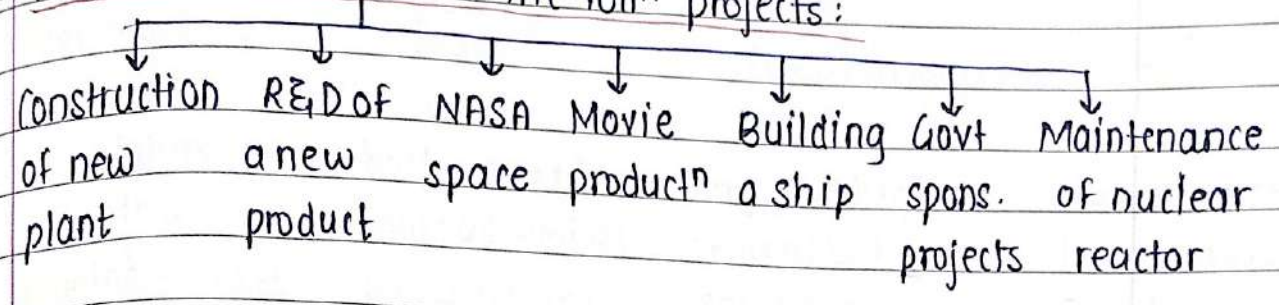 projects:
Construction R&D of NASA Movie Building Govt Maintenance
of new a new space productⁿ a ship spons. of nuclear
plant product projects reactor